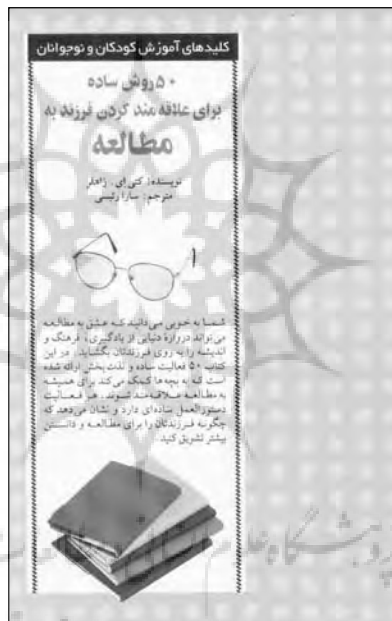 کلیدهای آموزش کودکان و نوجوانان
۵۰ روش ساده
برای علاقه مند کردن فرزند به
مطالعه
نویسنده: کتی ای. زاهلر
مترجم: سارا رئیسی
شما به خوبی می‌دانید که عشق به مطالعه
می‌تواند دروازهٔ دنیایی از یادگیری، فرهنگ و
اندیشه را به روی فرزندتان بگشاید. در این
کتاب ۵۰ فعالیت ساده و لذت بخش ارائه شده
است که به بچه‌ها کمک می‌کند برای همیشه
به مطالعه علاقه‌مند شوند. هر فعالیت
دستورالعمل ساده‌ای دارد و نشان می‌دهد که
چگونه فرزندتان را برای مطالعه و دانستن
بیشتر تشویق کنید.